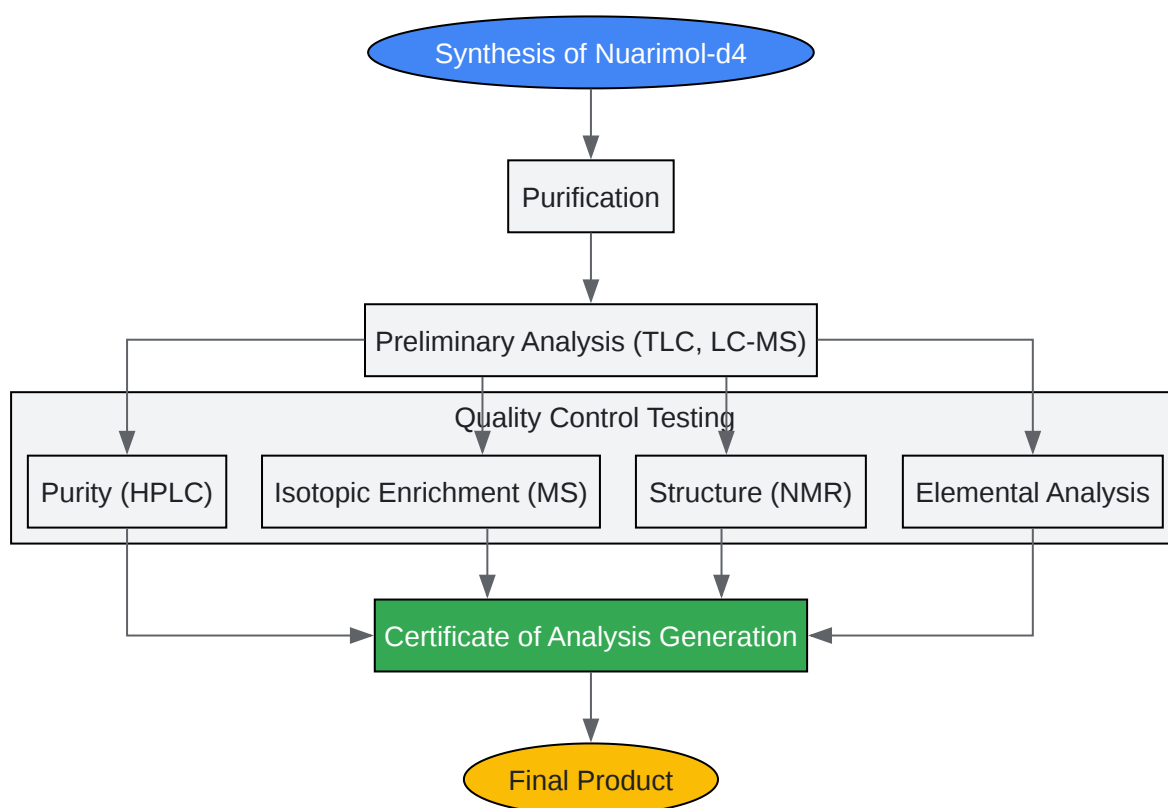 Synthesis of Nuarimol-d4
Purification
Preliminary Analysis (TLC, LC-MS)
Quality Control Testing
Purity (HPLC)
Isotopic Enrichment (MS)
Structure (NMR)
Elemental Analysis
Certificate of Analysis Generation
Final Product